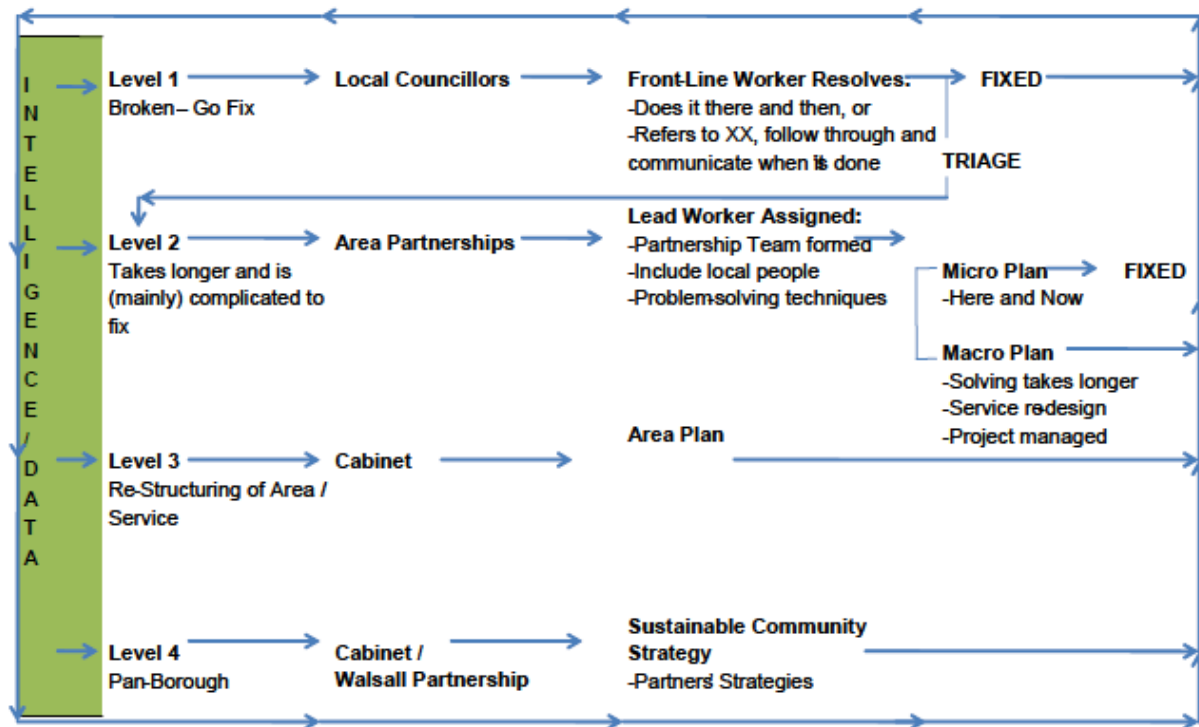 INTELLIGENCE/DATA
Level 1
Broken – Go Fix
Local Councillors
Front-Line Worker Resolves:
-Does it there and then, or
-Refers to XX, follow through and
communicate when it's done
FIXED
TRIAGE
Level 2
Takes longer and is
(mainly) complicated to
fix
Area Partnerships
Lead Worker Assigned:
-Partnership Team formed
-Include local people
-Problem-solving techniques
Micro Plan
-Here and Now
FIXED
Macro Plan
-Solving takes longer
-Service re-design
-Project managed
Level 3
Re-Structuring of Area /
Service
Cabinet
Area Plan
Level 4
Pan-Borough
Cabinet /
Walsall Partnership
Sustainable Community
Strategy
-Partners' Strategies